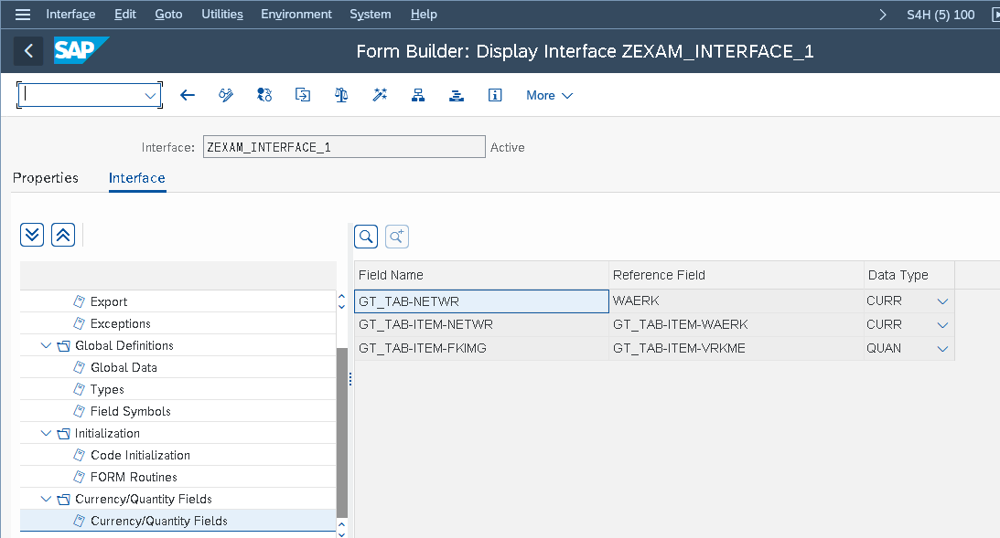 Interface Edit Goto Utilities Environment System Help S4H (5) 100
SAP Form Builder: Display Interface ZEXAM_INTERFACE_1
More
Interface: ZEXAM_INTERFACE_1 Active
Properties Interface
Export
Exceptions
Global Definitions
Global Data
Types
Field Symbols
Initialization
Code Initialization
FORM Routines
Currency/Quantity Fields
Currency/Quantity Fields
Field Name Reference Field Data Type
GT_TAB-NETWR WAERK CURR
GT_TAB-ITEM-NETWR GT_TAB-ITEM-WAERK CURR
GT_TAB-ITEM-FKIMG GT_TAB-ITEM-VRKME QUAN